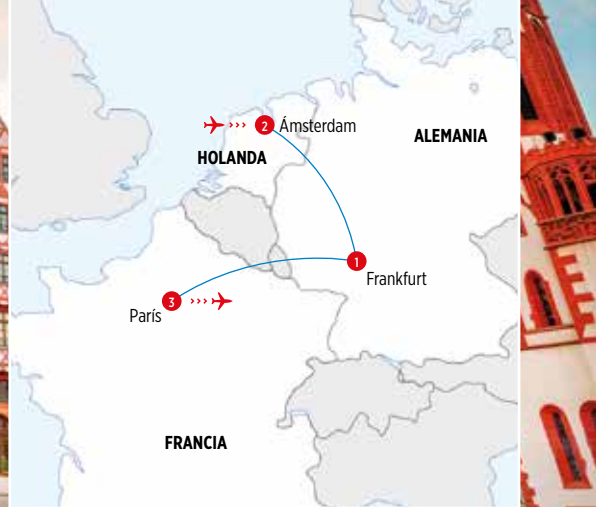 2 Ámsterdam
ALEMANIA
HOLANDA
1
Frankfurt
3
París
FRANCIA